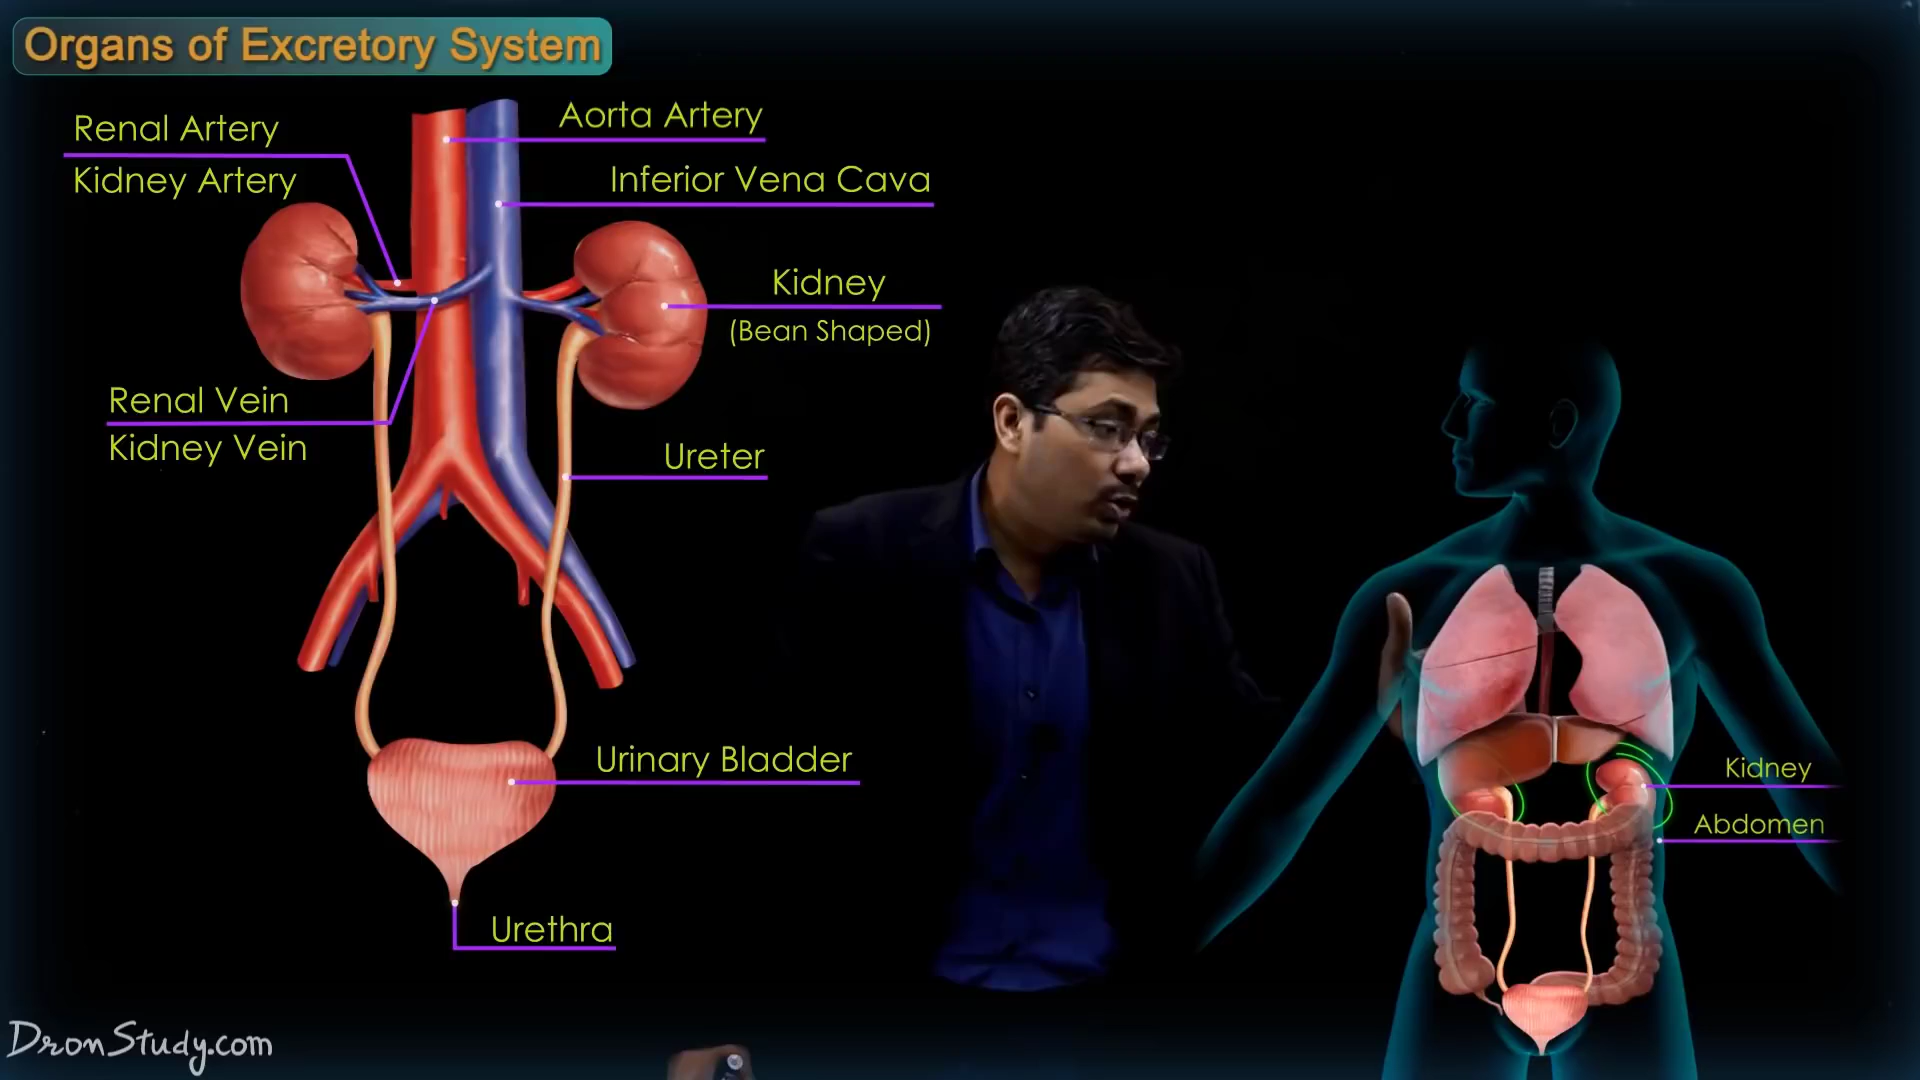 Organs of Excretory System
Renal Artery
Kidney Artery
Aorta Artery
Inferior Vena Cava
Kidney
(Bean Shaped)
Renal Vein
Kidney Vein
Ureter
Urinary Bladder
Urethra
Kidney
Abdomen
DronStudy.com